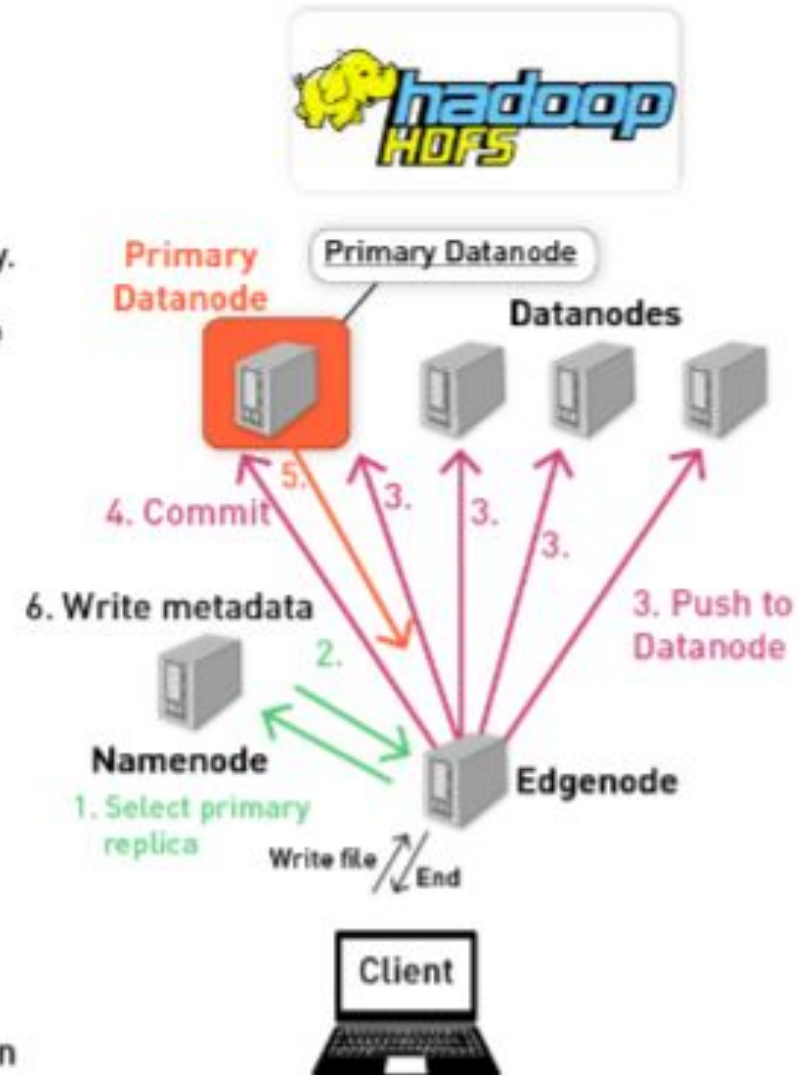 hadoop
HDFS
y.
Primary
Datanode
Primary Datanode
Datanodes
5.
3.
3.
3.
4. Commit
3. Push to
Datanode
6. Write metadata
2.
Namenode
Edgenode
1. Select primary
replica
Write file
End
Client
n